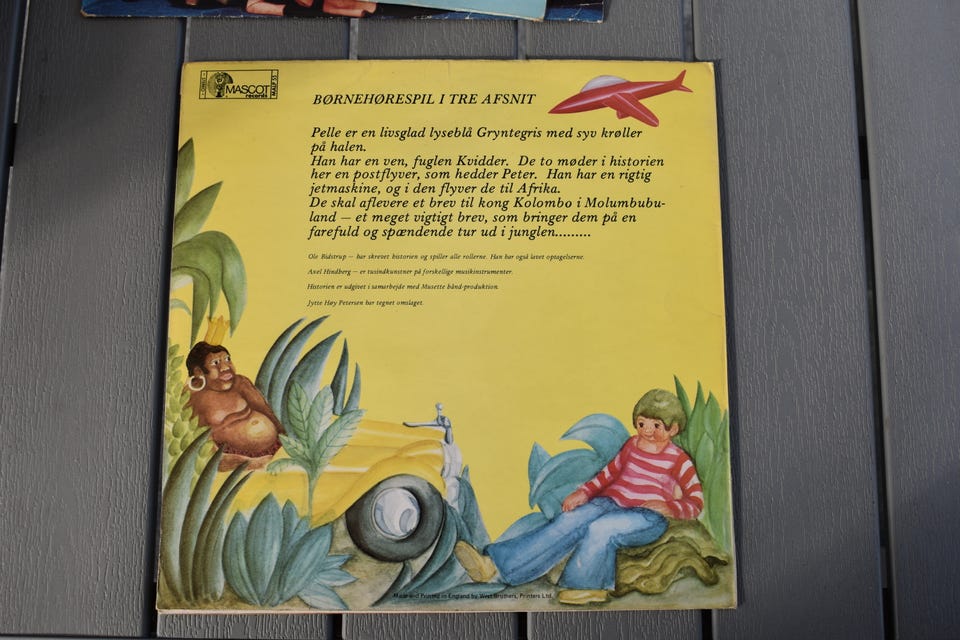 MASCOT
records
BØRNEHØRESPIL I TRE AFSNIT
Pelle er en livsglad lyseblå Gryntegris med syv krøller
på halen.
Han har en ven, fuglen Kvidder. De to møder i historien
her en postflyver, som hedder Peter. Han har en rigtig
jetmaskine, og i den flyver de til Afrika.
De skal aflevere et brev til kong Kolombo i Molumbubu-
land — et meget vigtigt brev, som bringer dem på en
farefuld og spændende tur ud i junglen.........
Ole Bidstrup — har skrevet historien og spiller alle rollerne. Han har også lavet optagelserne.
Axel Hindberg — er tusindkunstner på forskellige musikinstrumenter.
Historien er udgivet i samarbejde med Musette bånd-produktion.
Jytte Høy Petersen har tegnet omslaget.
Made and Printed in England by West Brothers, Printers Ltd.